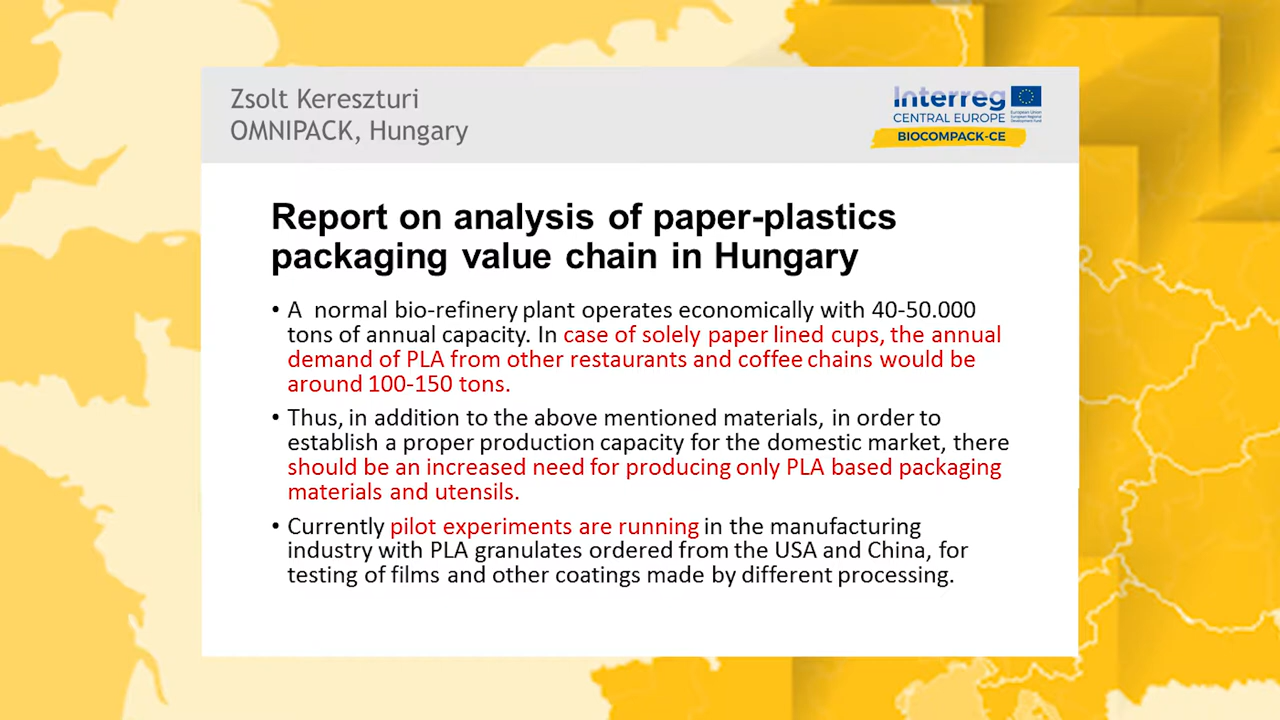 Zsolt Kereszturi
OMNIPACK, Hungary
Interreg
CENTRAL EUROPE
European Union
European Regional
Development Fund
BIOCOMPACK-CE
Report on analysis of paper-plastics
packaging value chain in Hungary
• A normal bio-refinery plant operates economically with 40-50.000
tons of annual capacity. In case of solely paper lined cups, the annual
demand of PLA from other restaurants and coffee chains would be
around 100-150 tons.
• Thus, in addition to the above mentioned materials, in order to
establish a proper production capacity for the domestic market, there
should be an increased need for producing only PLA based packaging
materials and utensils.
• Currently pilot experiments are running in the manufacturing
industry with PLA granulates ordered from the USA and China, for
testing of films and other coatings made by different processing.